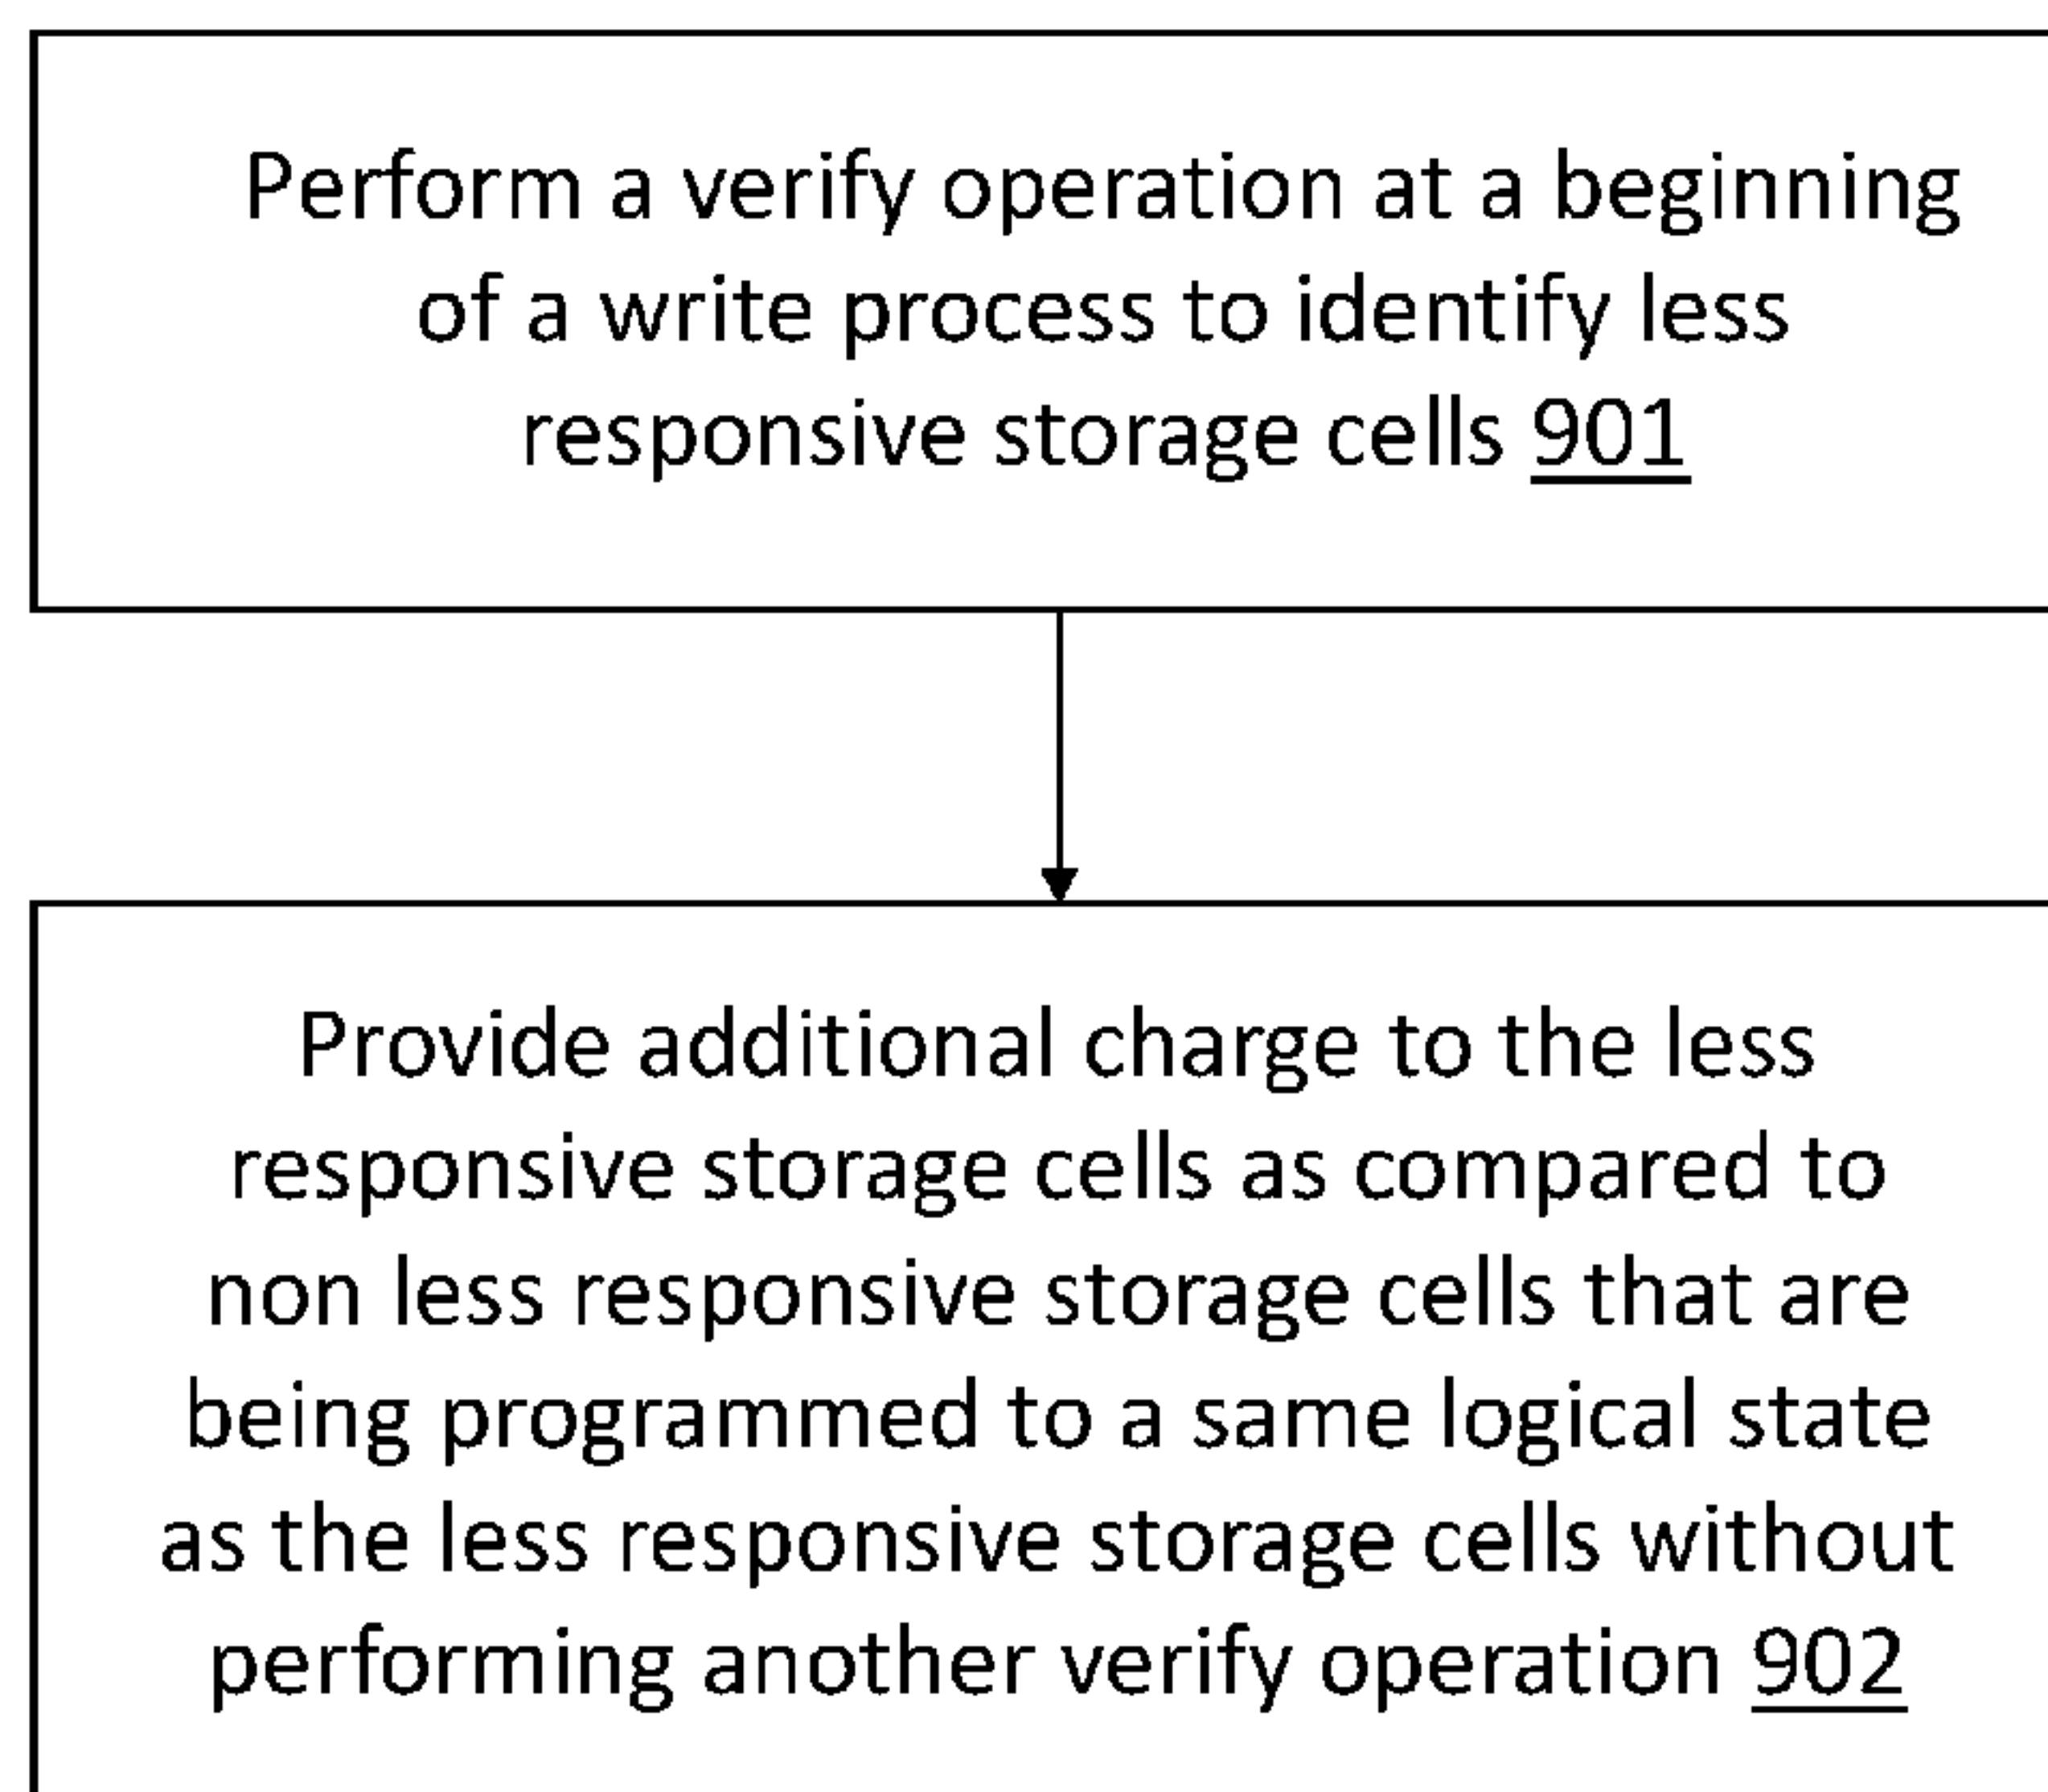 Perform a verify operation at a beginning
of a write process to identify less
responsive storage cells 901
Provide additional charge to the less
responsive storage cells as compared to
non less responsive storage cells that are
being programmed to a same logical state
as the less responsive storage cells without
performing another verify operation 902